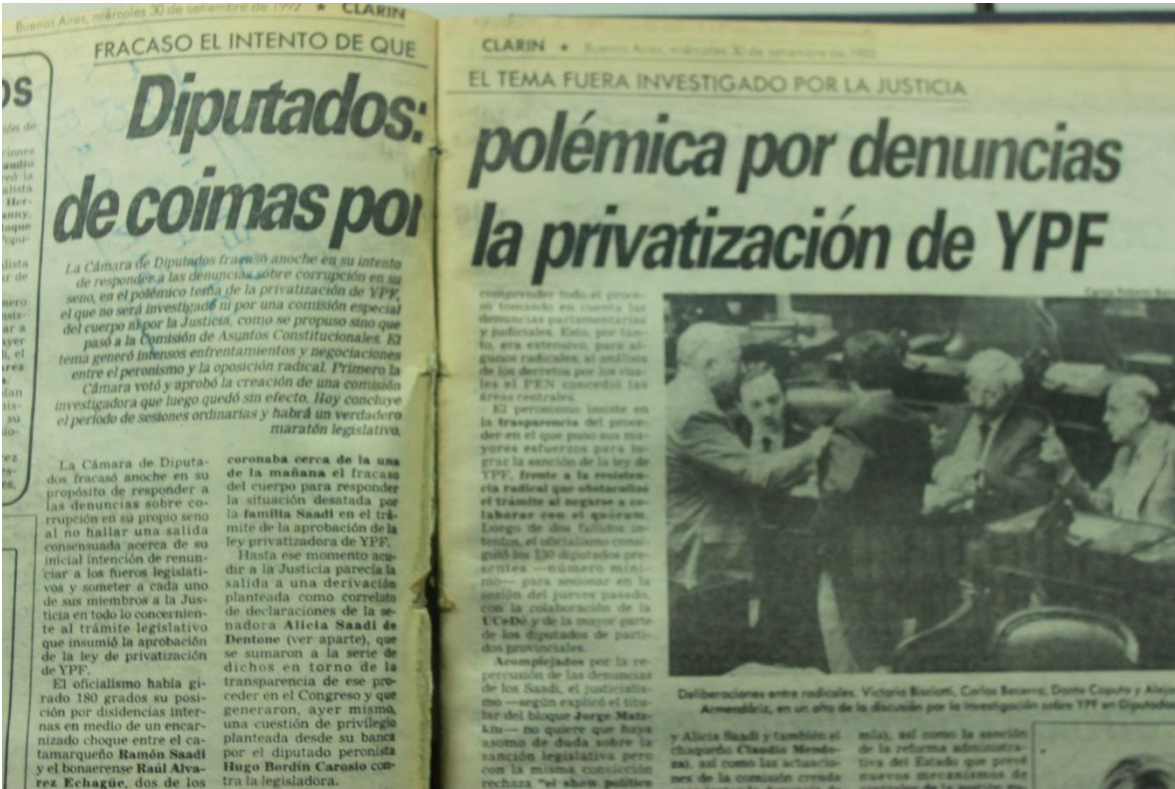 Buenos Aires, miércoles 30 de setiembre de 1992 ★ CLARIN
FRACASO EL INTENTO DE QUE
Diputados:
de coimas por
La Cámara de Diputados fracasó anoche en su intento
de responder a las denuncias sobre corrupción en su
seno, en el polémico tema de la privatización de YPF,
el que no será investigado ni por una comisión especial
del cuerpo ni por la Justicia, como se propuso sino que
pasó a la Comisión de Asuntos Constitucionales. El
tema generó intensos enfrentamientos y negociaciones
entre el peronismo y la oposición radical. Primero la
Cámara votó y aprobó la creación de una comisión
investigadora que luego quedó sin efecto. Hoy concluye
el período de sesiones ordinarias y habrá un verdadero
maratón legislativo.
La Cámara de Diputa-
dos fracasó anoche en su
propósito de responder a
las denuncias sobre co-
rrupción en su propio seno
al no hallar una salida
consensuada acerca de su
inicial intención de renun-
ciar a los fueros legislati-
vos y someter a cada uno
de sus miembros a la Jus-
ticia en todo lo concernien-
te al trámite legislativo
que insumió la aprobación
de la ley de privatización
de YPF.
El oficialismo había gi-
rado 180 grados su posi-
ción por disidencias inter-
nas en medio de un encar-
nizado choque entre el ca-
tamarqueño Ramón Saadi
y el bonaerense Raúl Alva-
rez Echagüe, dos de los
coronaba cerca de la una
de la mañana el fracaso
del cuerpo para responder
la situación desatada por
la familia Saadi en el trá-
mite de la aprobación de la
ley privatizadora de YPF.
Hasta ese momento acu-
dir a la Justicia parecía la
salida a una derivación
planteada como correlato
de declaraciones de la se-
nadora Alicia Saadi de
Dentone (ver aparte), que
se sumaron a la serie de
dichos en torno de la
transparencia de ese pro-
ceder en el Congreso y que
generaron, ayer mismo,
una cuestión de privilegio
planteada desde su banca
por el diputado peronista
Hugo Bordín Carosio con-
tra la legisladora.
CLARIN ★ Buenos Aires, miércoles 30 de setiembre de 1992
EL TEMA FUERA INVESTIGADO POR LA JUSTICIA
polémica por denuncias
la privatización de YPF
comprender todo el proce-
so tomando en cuenta las
denuncias parlamentarias
y judiciales. Esto, por tan-
to, era extensivo, para al-
gunos radicales, al análisis
de los decretos por los cua-
les el PEN concedió las
áreas centrales.
El peronismo insiste en
la trasparencia del proce-
der en el que puso sus ma-
yores esfuerzos para lo-
grar la sanción de la ley de
YPF, frente a la resisten-
cia radical que obstaculizó
el trámite al negarse a co-
laborar con el quórum.
Luego de dos fallidos in-
tentos, el oficialismo consi-
guió los 130 diputados pre-
sentes —número míni-
mo— para sesionar en la
sesión del jueves pasado,
con la colaboración de la
UCeDé y de la mayor parte
de los diputados de parti-
dos provinciales.
Acomplejados por la re-
percusión de las denuncias
de los Saadi, el justicialis-
mo —según explicó el titu-
lar del bloque Jorge Matz-
kin— no quiere que haya
asomo de duda sobre la
sanción legislativa pero
con la misma convicción
rechaza "el show político
Deliberaciones entre radicales. Victorio Bisciotti, Carlos Becerra, Dante Caputo y
Armendáriz, en un alto de la discusión por la investigación sobre YPF en Diputados
y Alicia Saadi y también el
chaqueño Claudio Mendo-
za), así como las actuacio-
nes de la comisión creada
mía), así como la sanción
de la reforma administra-
tiva del Estado que prevé
nuevos mecanismos de